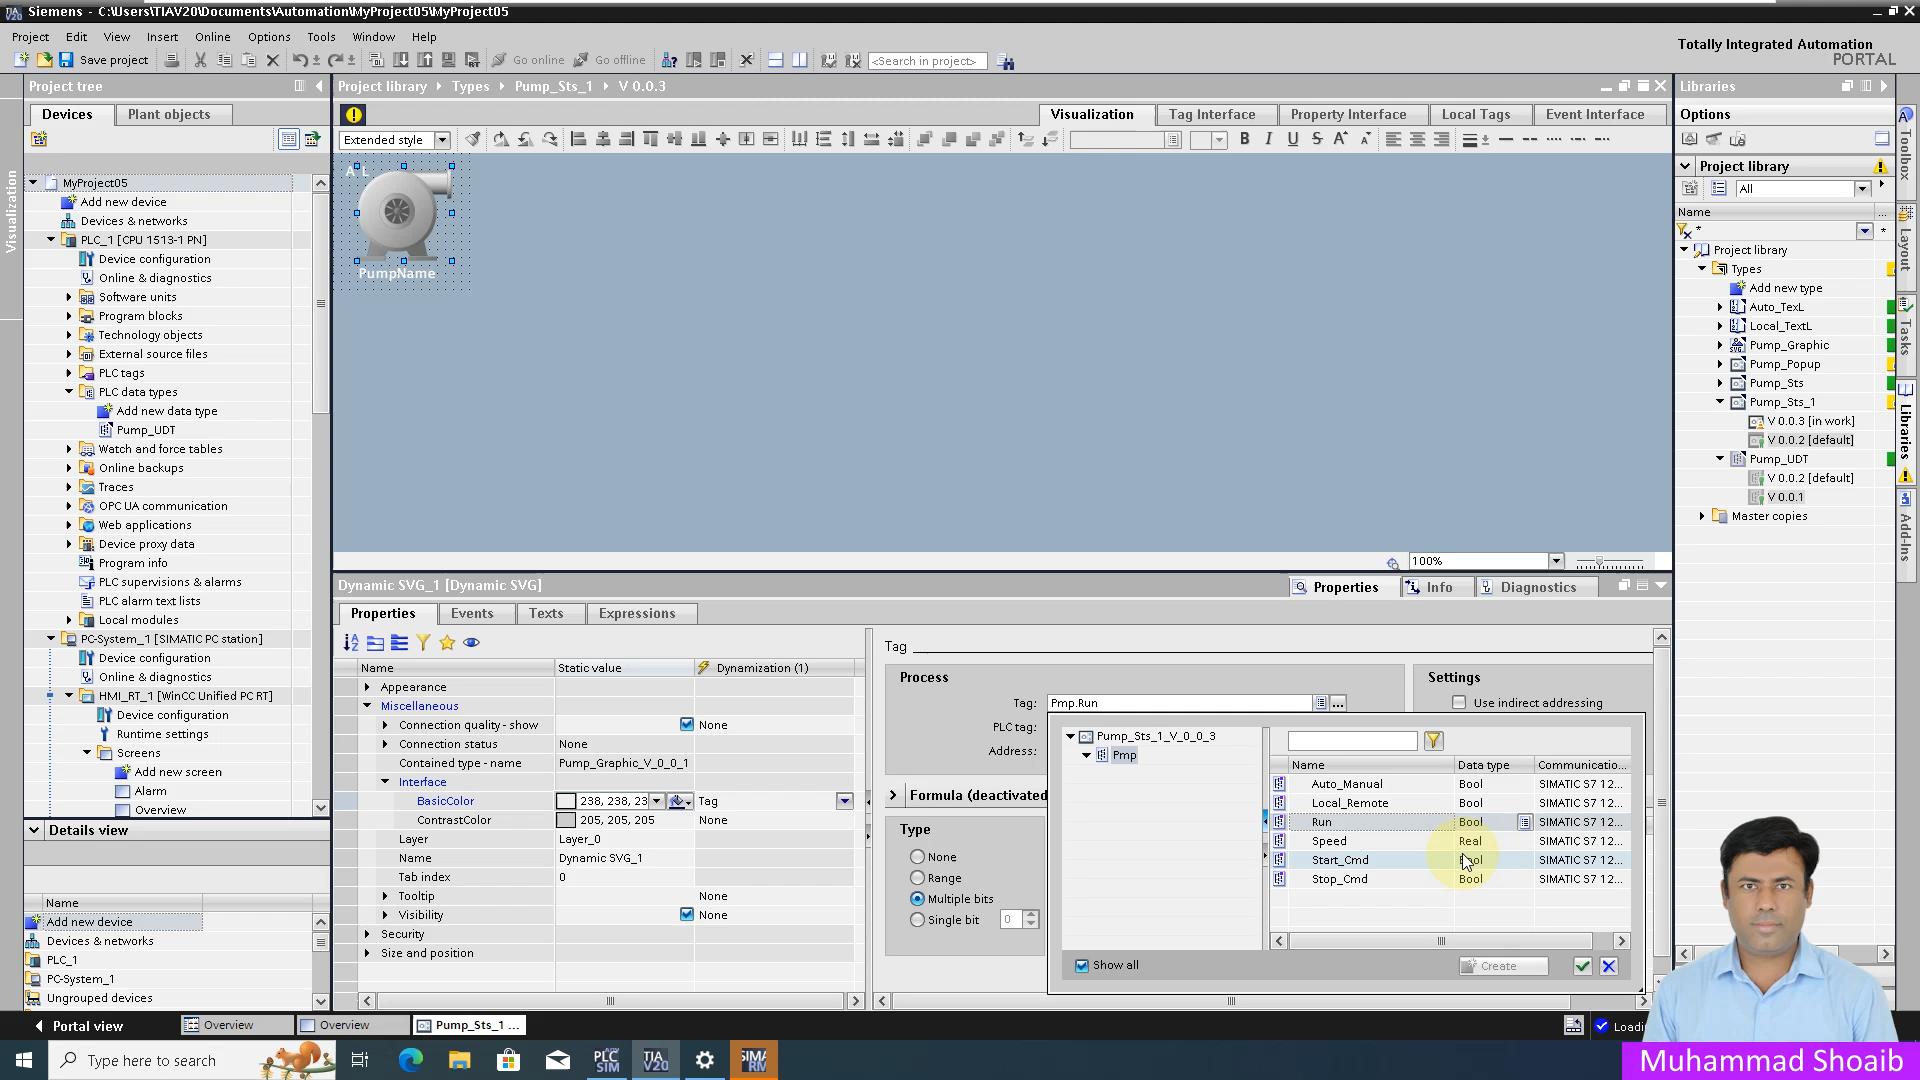 Siemens - C:\Users\TIAV20\Documents\Automation\MyProject05\MyProject05
Project Edit View Insert Online Options Tools Window Help
Totally Integrated Automation
PORTAL
Save project
Go online
Go offline
<Search in project>
Project tree
Project library Types Pump_Sts_1 V 0.0.3
Libraries
Devices
Plant objects
Visualization
Tag Interface
Property Interface
Local Tags
Event Interface
Options
Extended style
B I U S A A
Project library
All
Name
Visualization
MyProject05
Add new device
Devices & networks
PLC_1 [CPU 1513-1 PN]
Device configuration
Online & diagnostics
Software units
Program blocks
Technology objects
External source files
PLC tags
PLC data types
Add new data type
Pump_UDT
Watch and force tables
Online backups
Traces
OPC UA communication
Web applications
Device proxy data
Program info
PLC supervisions & alarms
PLC alarm text lists
Local modules
PC-System_1 [SIMATIC PC station]
Device configuration
Online & diagnostics
HMI_RT_1 [WinCC Unified PC RT]
Device configuration
Runtime settings
Screens
Add new screen
Alarm
Overview
Details view
Name
Add new device
Devices & networks
PLC_1
PC-System_1
Ungrouped devices
A L
PumpName
100%
Project library
Types
Add new type
Auto_TexL
Local_TextL
Pump_Graphic
Pump_Popup
Pump_Sts
Pump_Sts_1
V 0.0.3 [in work]
V 0.0.2 [default]
Pump_UDT
V 0.0.2 [default]
V 0.0.1
Master copies
Toolbox
Layout
Tasks
Libraries
Add-Ins
Dynamic SVG_1 [Dynamic SVG]
Properties
Info
Diagnostics
Properties
Events
Texts
Expressions
Name Static value Dynamization (1)
Appearance
Miscellaneous
Connection quality - show None
Connection status None
Contained type - name Pump_Graphic_V_0_0_1
Interface
BasicColor 238, 238, 23 Tag
ContrastColor 205, 205, 205 None
Layer Layer_0
Name Dynamic SVG_1
Tab index 0
Tooltip None
Visibility None
Security
Size and position
Tag
Process
Settings
Tag: Pmp.Run
Use indirect addressing
PLC tag:
Address:
Formula (deactivated
Type
None
Range
Multiple bits
Single bit 0
Pump_Sts_1_V_0_0_3
Pmp
Name Data type Communicatio...
Auto_Manual Bool SIMATIC S7 12...
Local_Remote Bool SIMATIC S7 12...
Run Bool SIMATIC S7 12...
Speed Real SIMATIC S7 12...
Start_Cmd Bool SIMATIC S7 12...
Stop_Cmd Bool SIMATIC S7 12...
Show all
Create
Portal view
Overview
Overview
Pump_Sts_1 ...
Type here to search
PLC SIM
TIA V20
Muhammad Shoaib